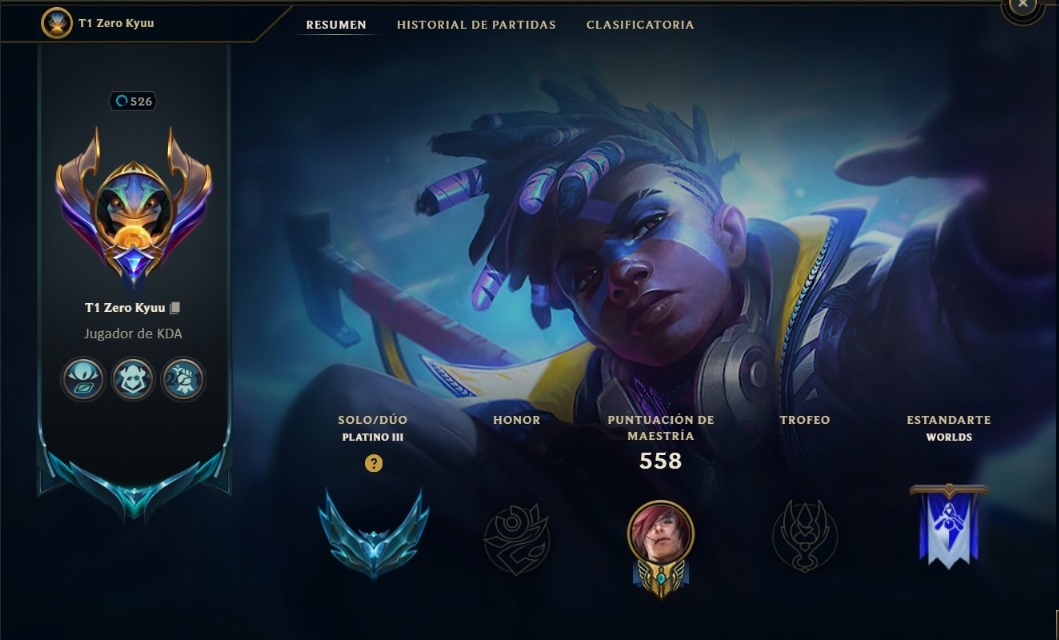 T1 Zero Kyuu
RESUMEN
HISTORIAL DE PARTIDAS
CLASIFICATORIA
526
T1 Zero Kyuu
Jugador de KDA
SOLO/DÚO
PLATINO III
?
HONOR
PUNTUACIÓN DE
MAESTRÍA
558
TROFEO
ESTANDARTE
WORLDS